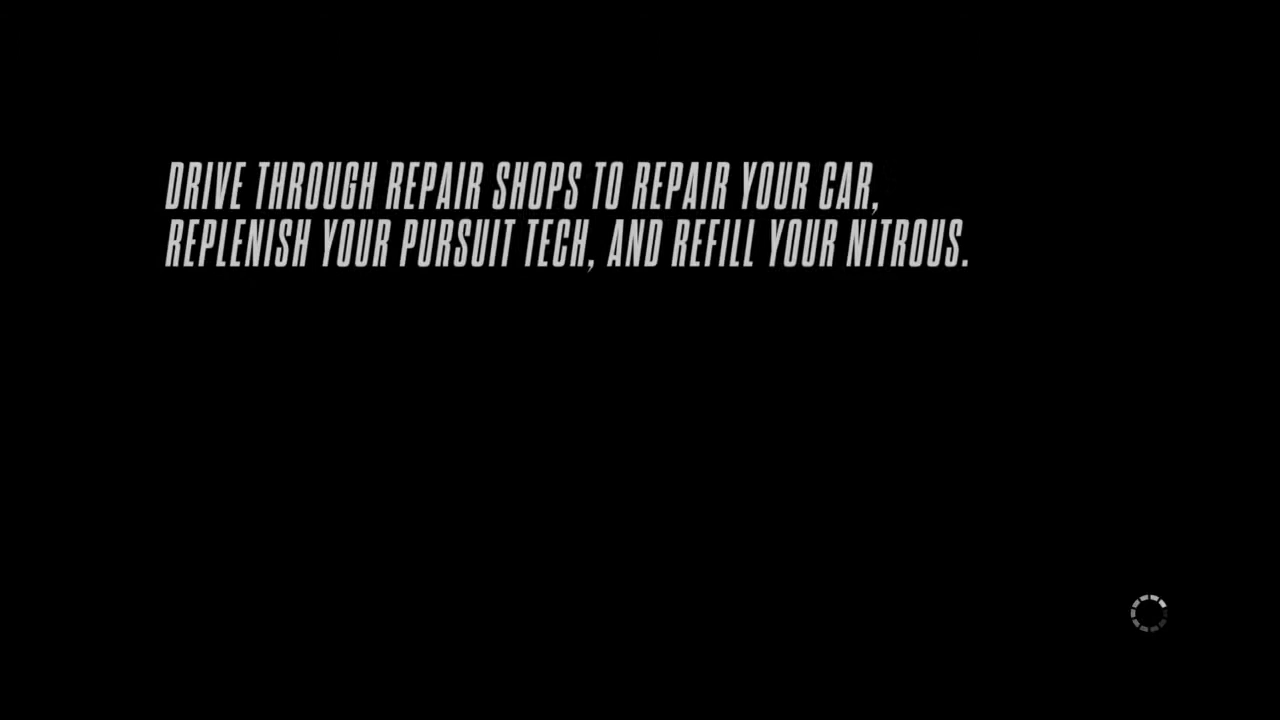 DRIVE THROUGH REPAIR SHOPS TO REPAIR YOUR CAR,
REPLENISH YOUR PURSUIT TECH, AND REFILL YOUR NITROUS.